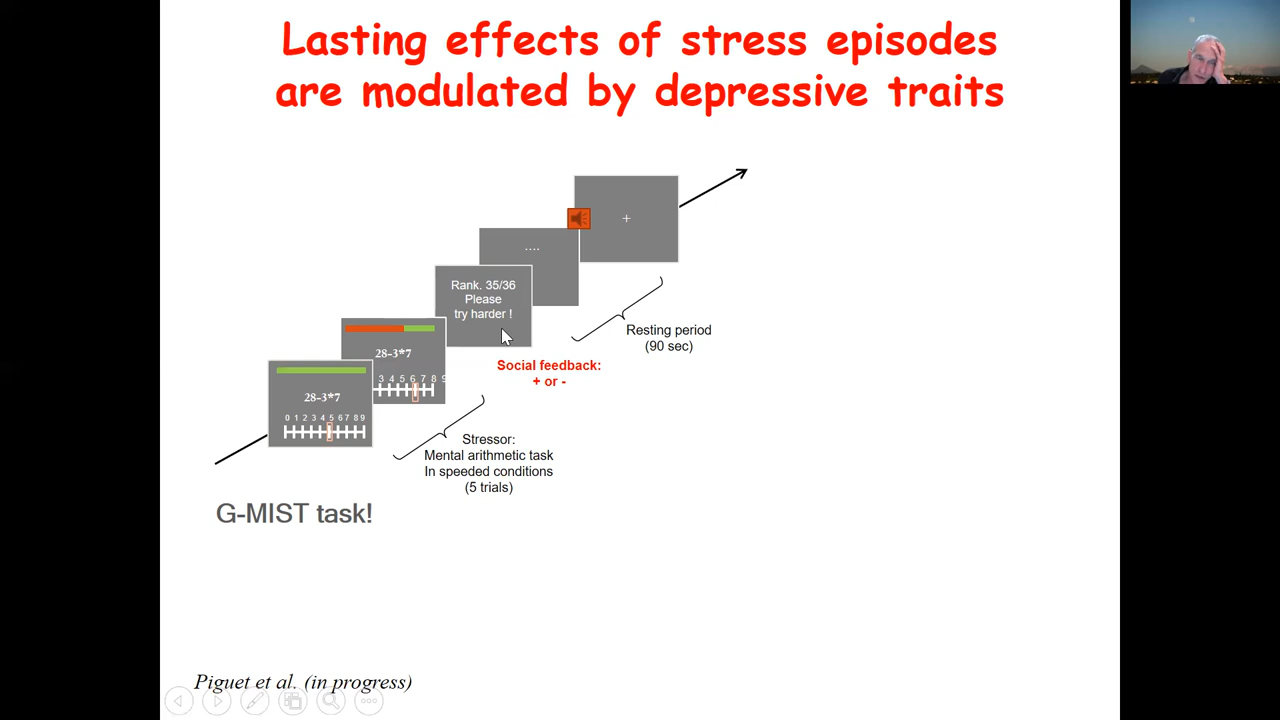 Lasting effects of stress episodes
are modulated by depressive traits
+
....
Rank. 35/36
Please
try harder !
Resting period
(90 sec)
28-3*7
3 4 5 6 7 8 9
Social feedback:
+ or -
28-3*7
0 1 2 3 4 5 6 7 8 9
Stressor:
Mental arithmetic task
In speeded conditions
(5 trials)
G-MIST task!
Piguet et al. (in progress)